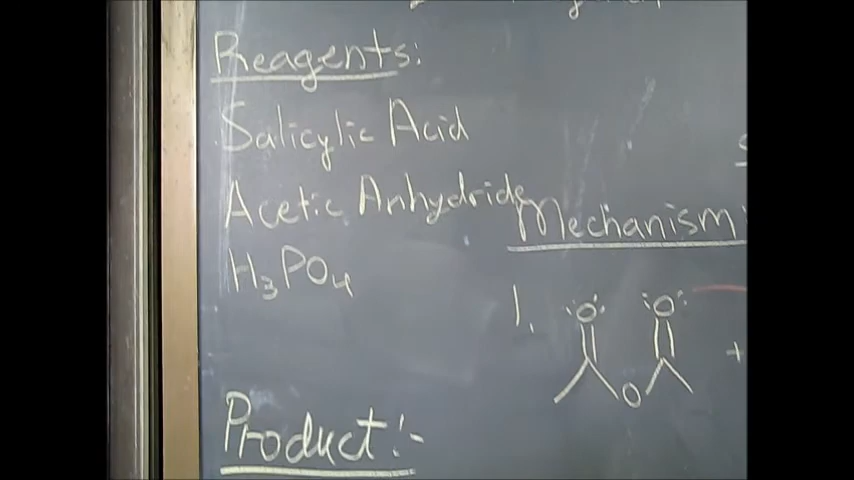 Reagents:
Salicylic Acid
Acetic Anhydride
H₃PO₄
Mechanism:
1.
:O: :O:
O
+
Product:-